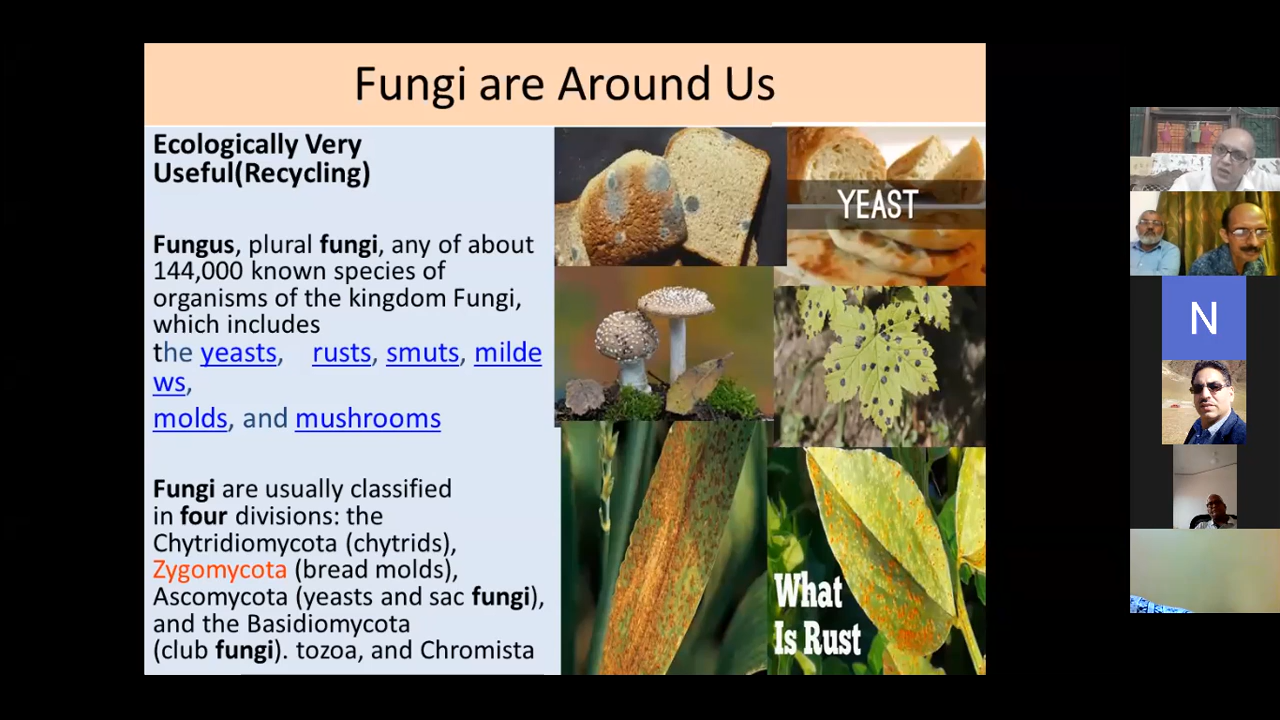 Fungi are Around Us
Ecologically Very
Useful(Recycling)
Fungus, plural fungi, any of about
144,000 known species of
organisms of the kingdom Fungi,
which includes
the yeasts, rusts, smuts, milde
ws,
molds, and mushrooms
Fungi are usually classified
in four divisions: the
Chytridiomycota (chytrids),
Zygomycota (bread molds),
Ascomycota (yeasts and sac fungi),
and the Basidiomycota
(club fungi). tozoa, and Chromista
YEAST
What
Is Rust
N